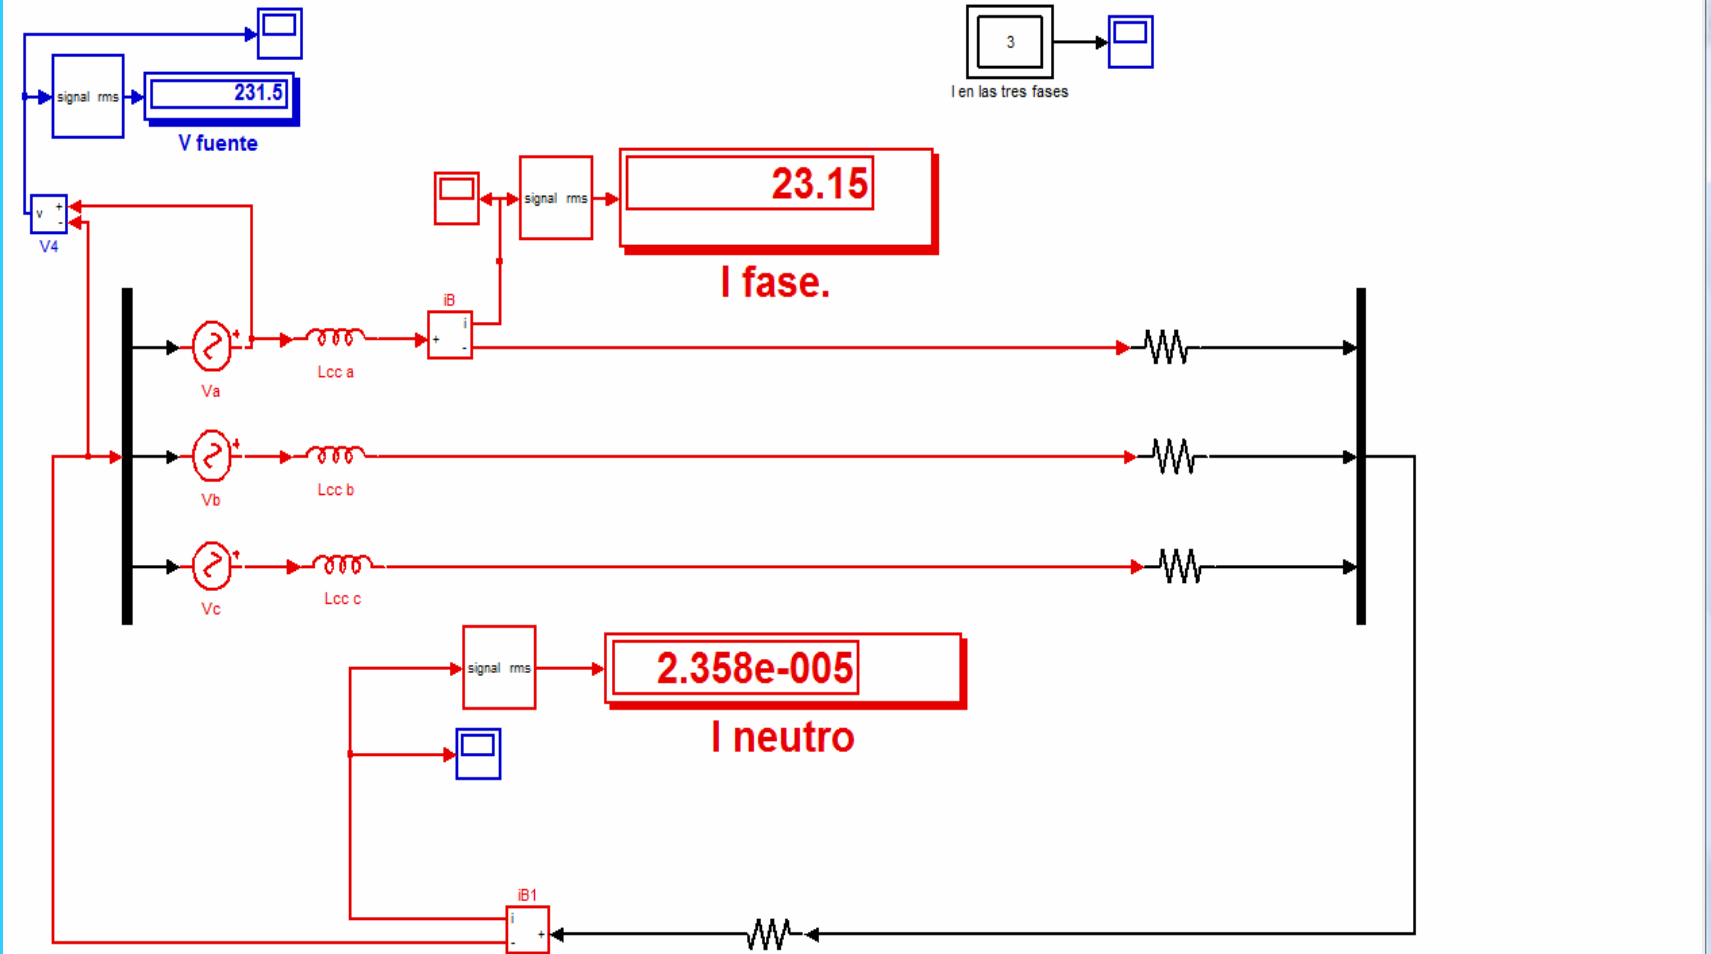 3
I en las tres fases
signal rms
231.5
V fuente
v
+
-
V4
signal rms
23.15
I fase.
iB
i
+
-
+
Lcc a
Va
+
Lcc b
Vb
+
Lcc c
Vc
signal rms
2.358e-005
I neutro
iB1
i
+
-